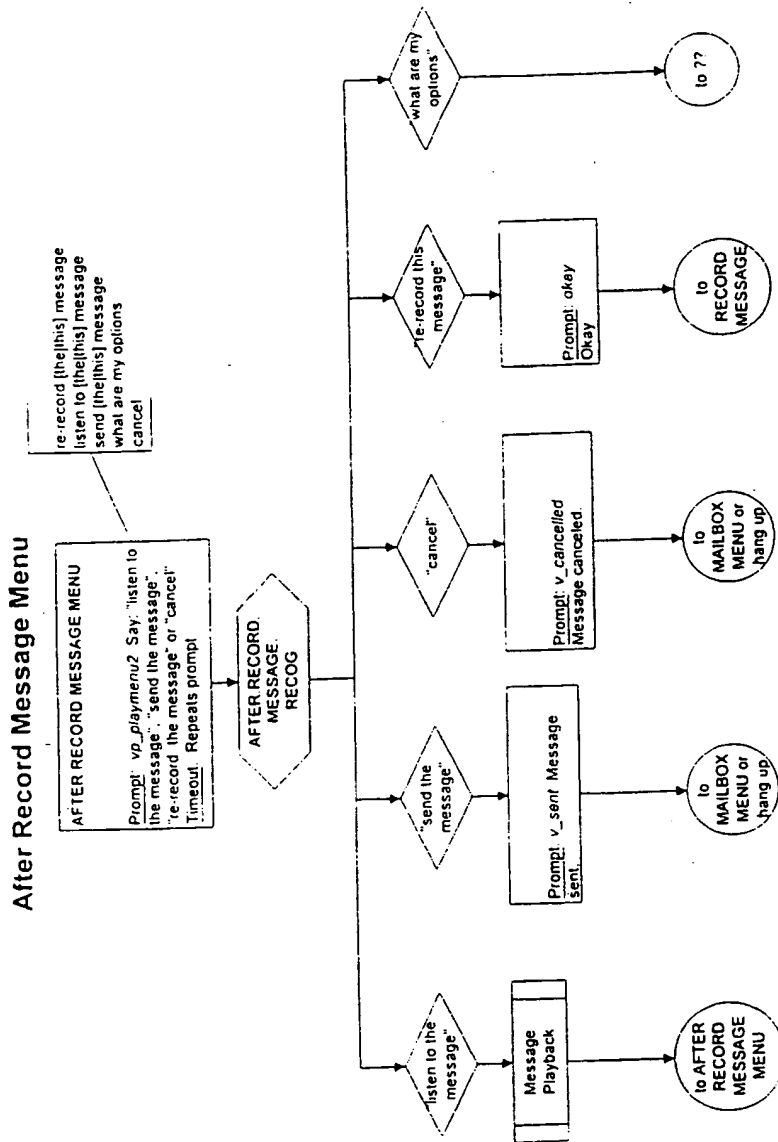 After Record Message Menu
re-record [the|this] message
listen to [the|this] message
send [the|this] message
what are my options
cancel
AFTER RECORD MESSAGE MENU
Prompt: vp_playmenu2 Say: "listen to
the message". "send the message".
"re-record the message" or "cancel"
Timeout. Repeats prompt
AFTER.RECORD.
MESSAGE.
RECOG
"listen to the
message"
"send the
message"
"cancel"
"re-record this
message"
"what are my
options"
Message
Playback
Prompt: v_sent Message
sent.
Prompt: v_cancelled
Message canceled.
Prompt: okay
Okay
to AFTER
RECORD
MESSAGE
MENU
to
MAILBOX
MENU or
hang up
to
MAILBOX
MENU or
hang up
to
RECORD
MESSAGE
to ??